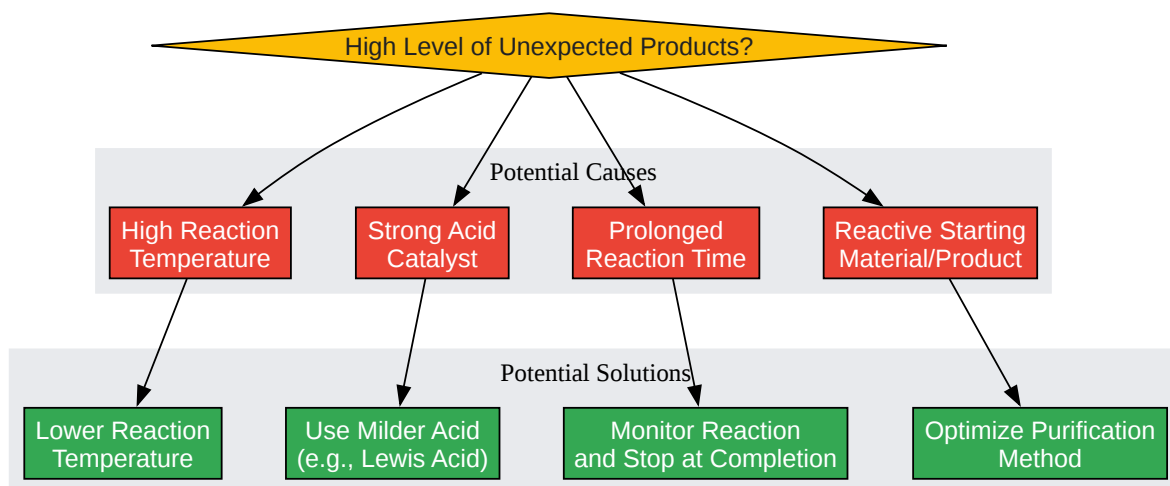 High Level of Unexpected Products?
Potential Causes
High Reaction
Temperature
Strong Acid
Catalyst
Prolonged
Reaction Time
Reactive Starting
Material/Product
Potential Solutions
Lower Reaction
Temperature
Use Milder Acid
(e.g., Lewis Acid)
Monitor Reaction
and Stop at Completion
Optimize Purification
Method